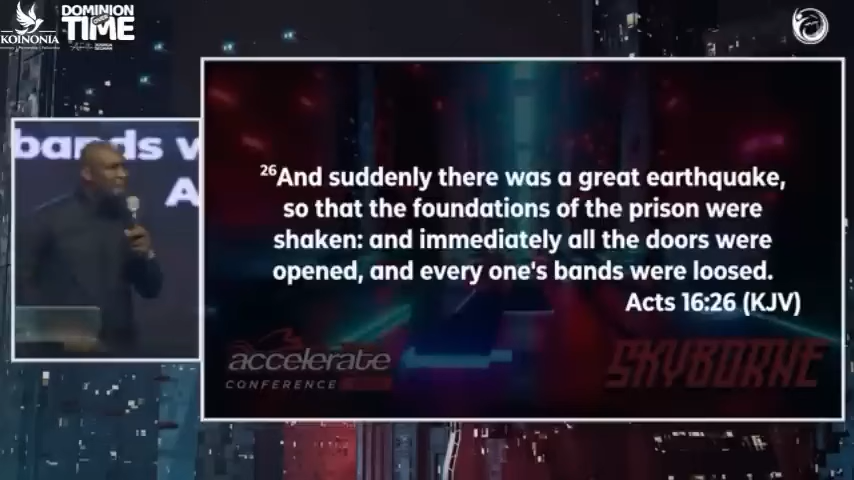 KOINONIA
DOMINION
OVER
TIME
bands w
A
26And suddenly there was a great earthquake,
so that the foundations of the prison were
shaken: and immediately all the doors were
opened, and every one's bands were loosed.
Acts 16:26 (KJV)
accelerate
CONFERENCE
SKYBORNE